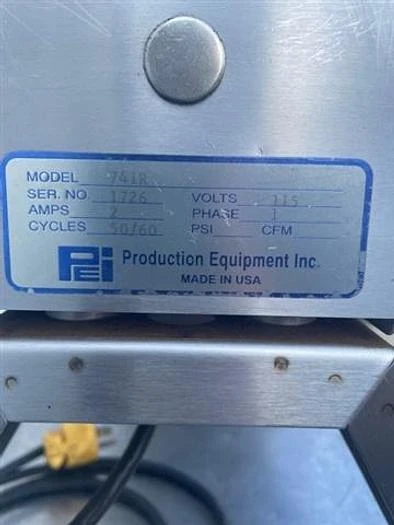 MODEL 741R
SER. NO. 1726 VOLTS 115
AMPS 2 PHASE 1
CYCLES 50/60 PSI CFM
PEi Production Equipment Inc.
MADE IN USA